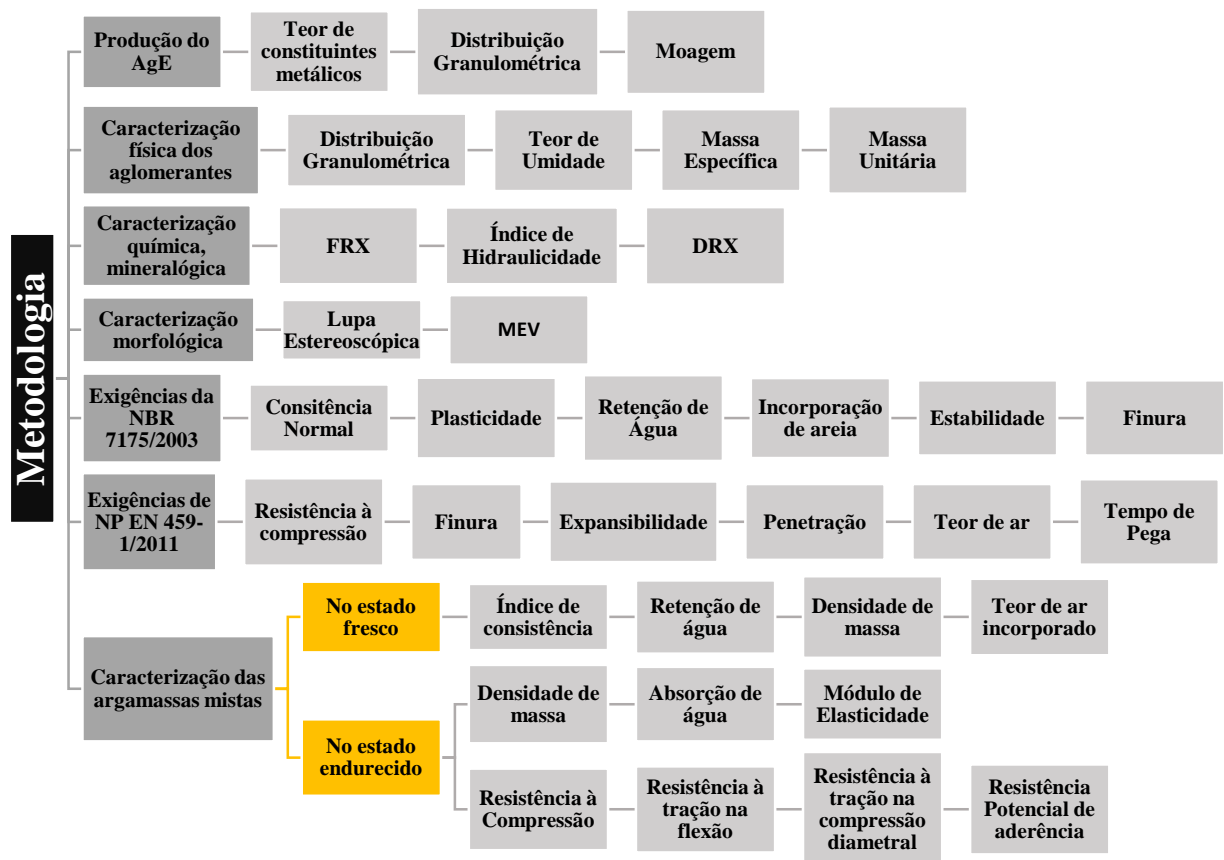 Metodologia
Produção do
AgE
Teor de
constituintes
metálicos
Distribuição
Granulométrica
Moagem
Caracterização
física dos
aglomerantes
Distribuição
Granulométrica
Teor de
Umidade
Massa
Específica
Massa
Unitária
Caracterização
química,
mineralógica
FRX
Índice de
Hidraulicidade
DRX
Caracterização
morfológica
Lupa
Estereoscópica
MEV
Exigências da
NBR
7175/2003
Consitência
Normal
Plasticidade
Retenção de
Água
Incorporação
de areia
Estabilidade
Finura
Exigências de
NP EN 459-
1/2011
Resistência à
compressão
Finura
Expansibilidade
Penetração
Teor de ar
Tempo de
Pega
Caracterização das
argamassas mistas
No estado
fresco
Índice de
consistência
Retenção de
água
Densidade de
massa
Teor de ar
incorporado
No estado
endurecido
Densidade de
massa
Absorção de
água
Módulo de
Elasticidade
Resistência à
Compressão
Resistência à
tração na
flexão
Resistência à
tração na
compressão
diametral
Resistência
Potencial de
aderência